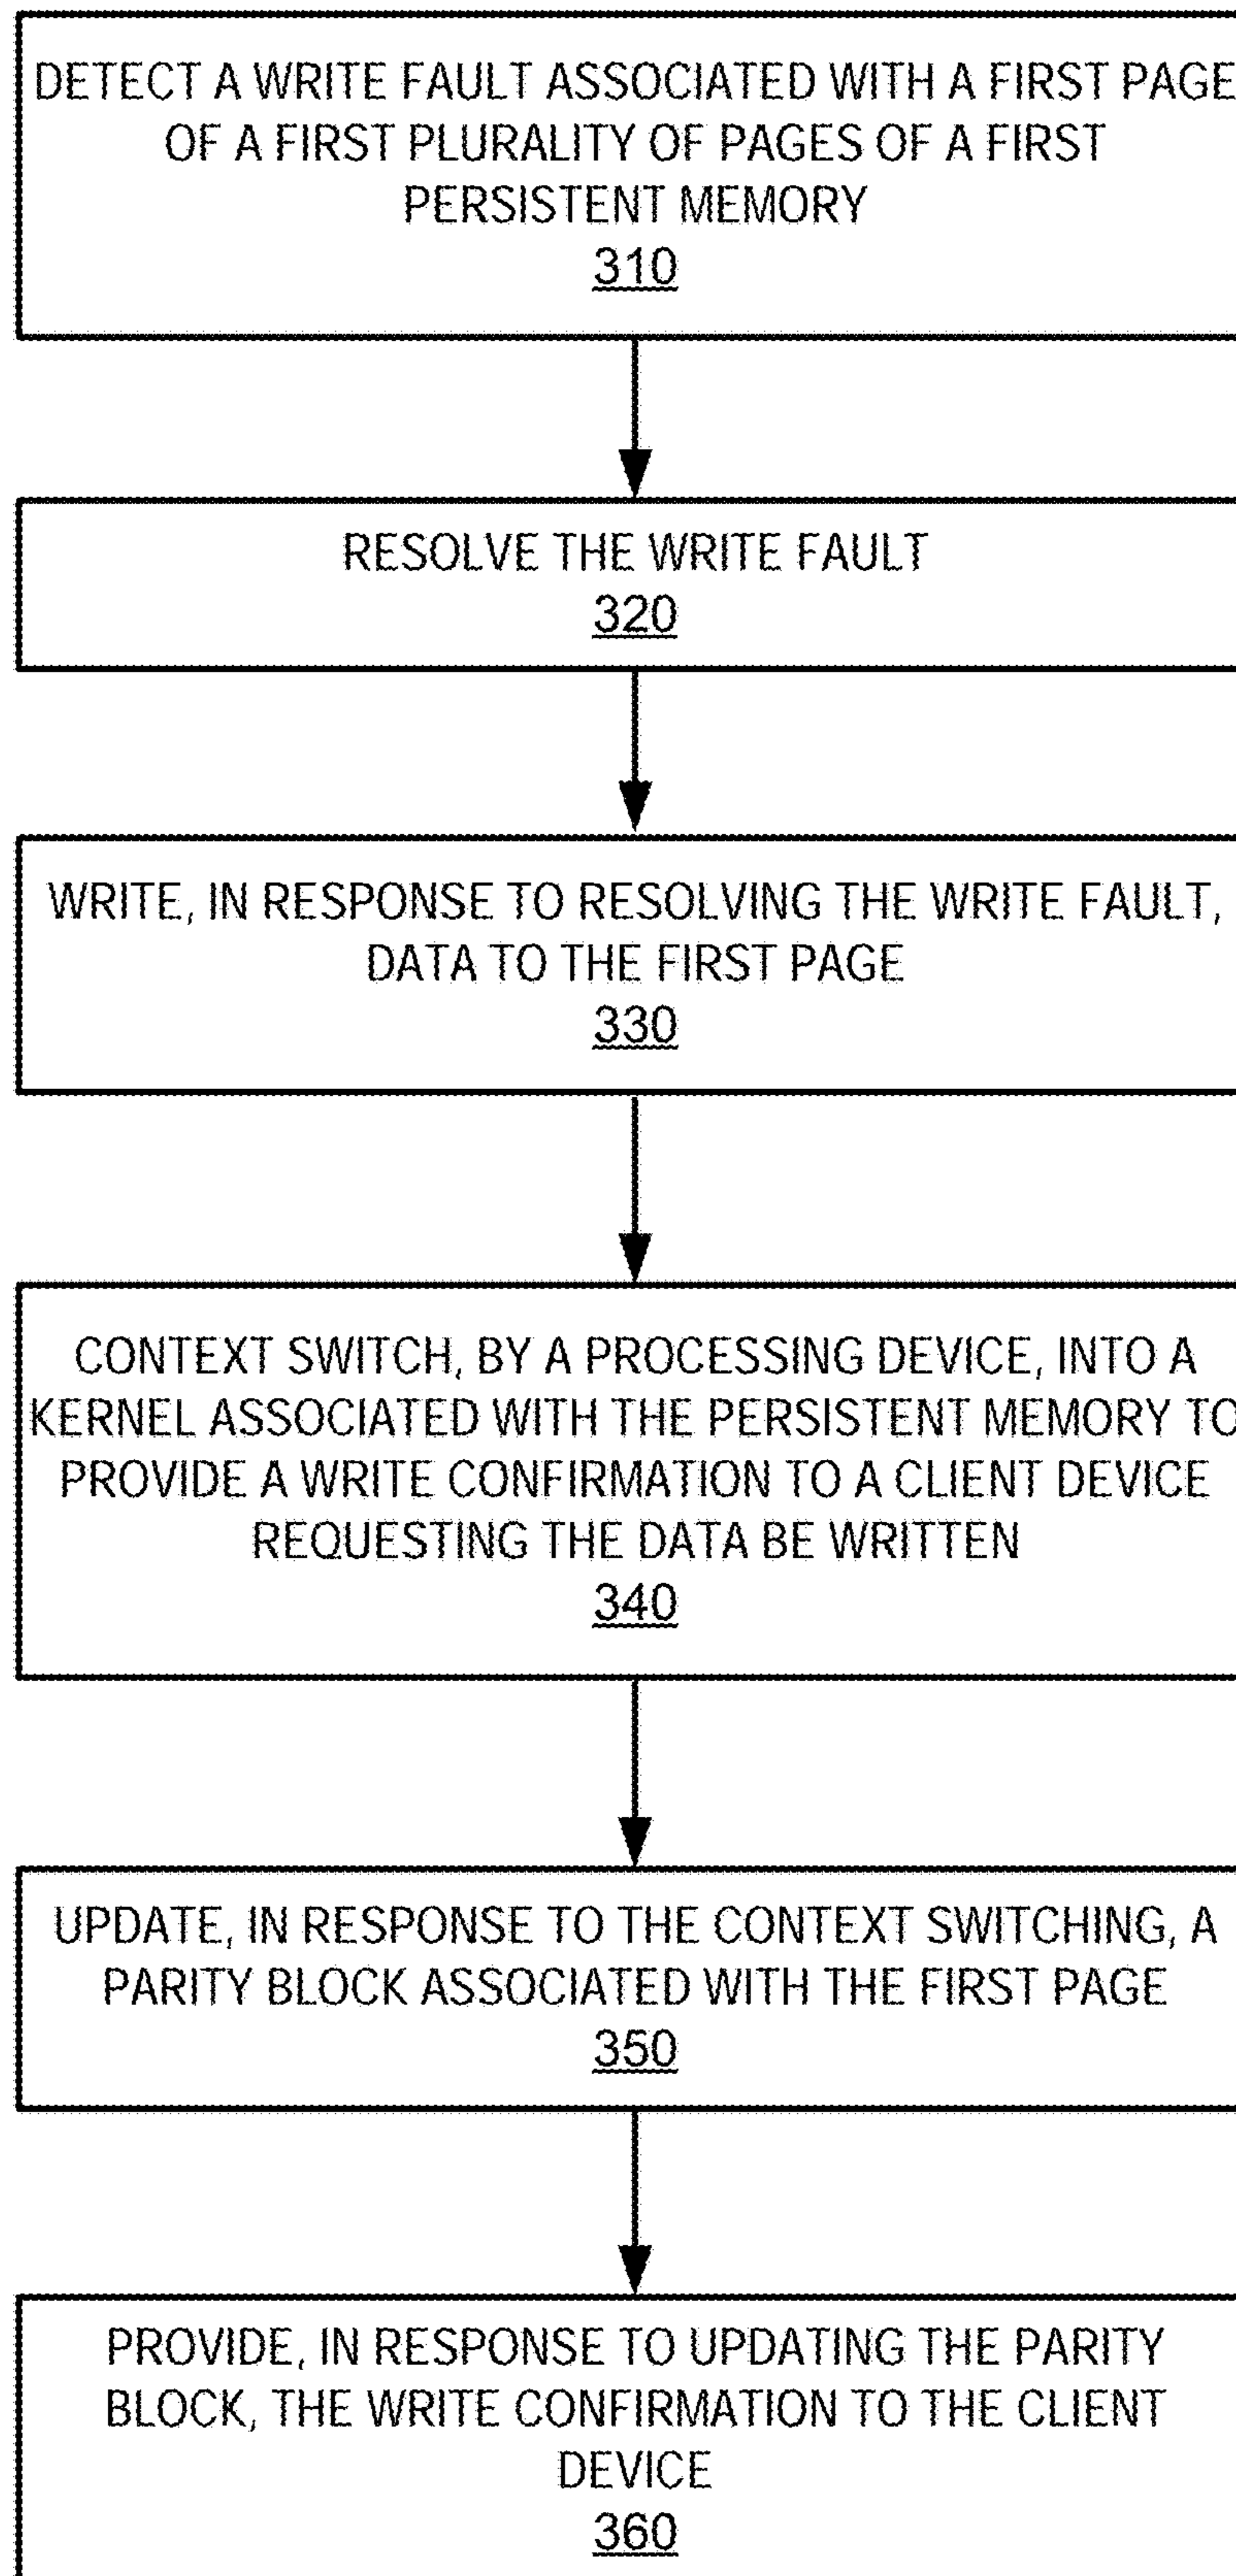 DETECT A WRITE FAULT ASSOCIATED WITH A FIRST PAGE
OF A FIRST PLURALITY OF PAGES OF A FIRST
PERSISTENT MEMORY
310
RESOLVE THE WRITE FAULT
320
WRITE, IN RESPONSE TO RESOLVING THE WRITE FAULT,
DATA TO THE FIRST PAGE
330
CONTEXT SWITCH, BY A PROCESSING DEVICE, INTO A
KERNEL ASSOCIATED WITH THE PERSISTENT MEMORY TO
PROVIDE A WRITE CONFIRMATION TO A CLIENT DEVICE
REQUESTING THE DATA BE WRITTEN
340
UPDATE, IN RESPONSE TO THE CONTEXT SWITCHING, A
PARITY BLOCK ASSOCIATED WITH THE FIRST PAGE
350
PROVIDE, IN RESPONSE TO UPDATING THE PARITY
BLOCK, THE WRITE CONFIRMATION TO THE CLIENT
DEVICE
360